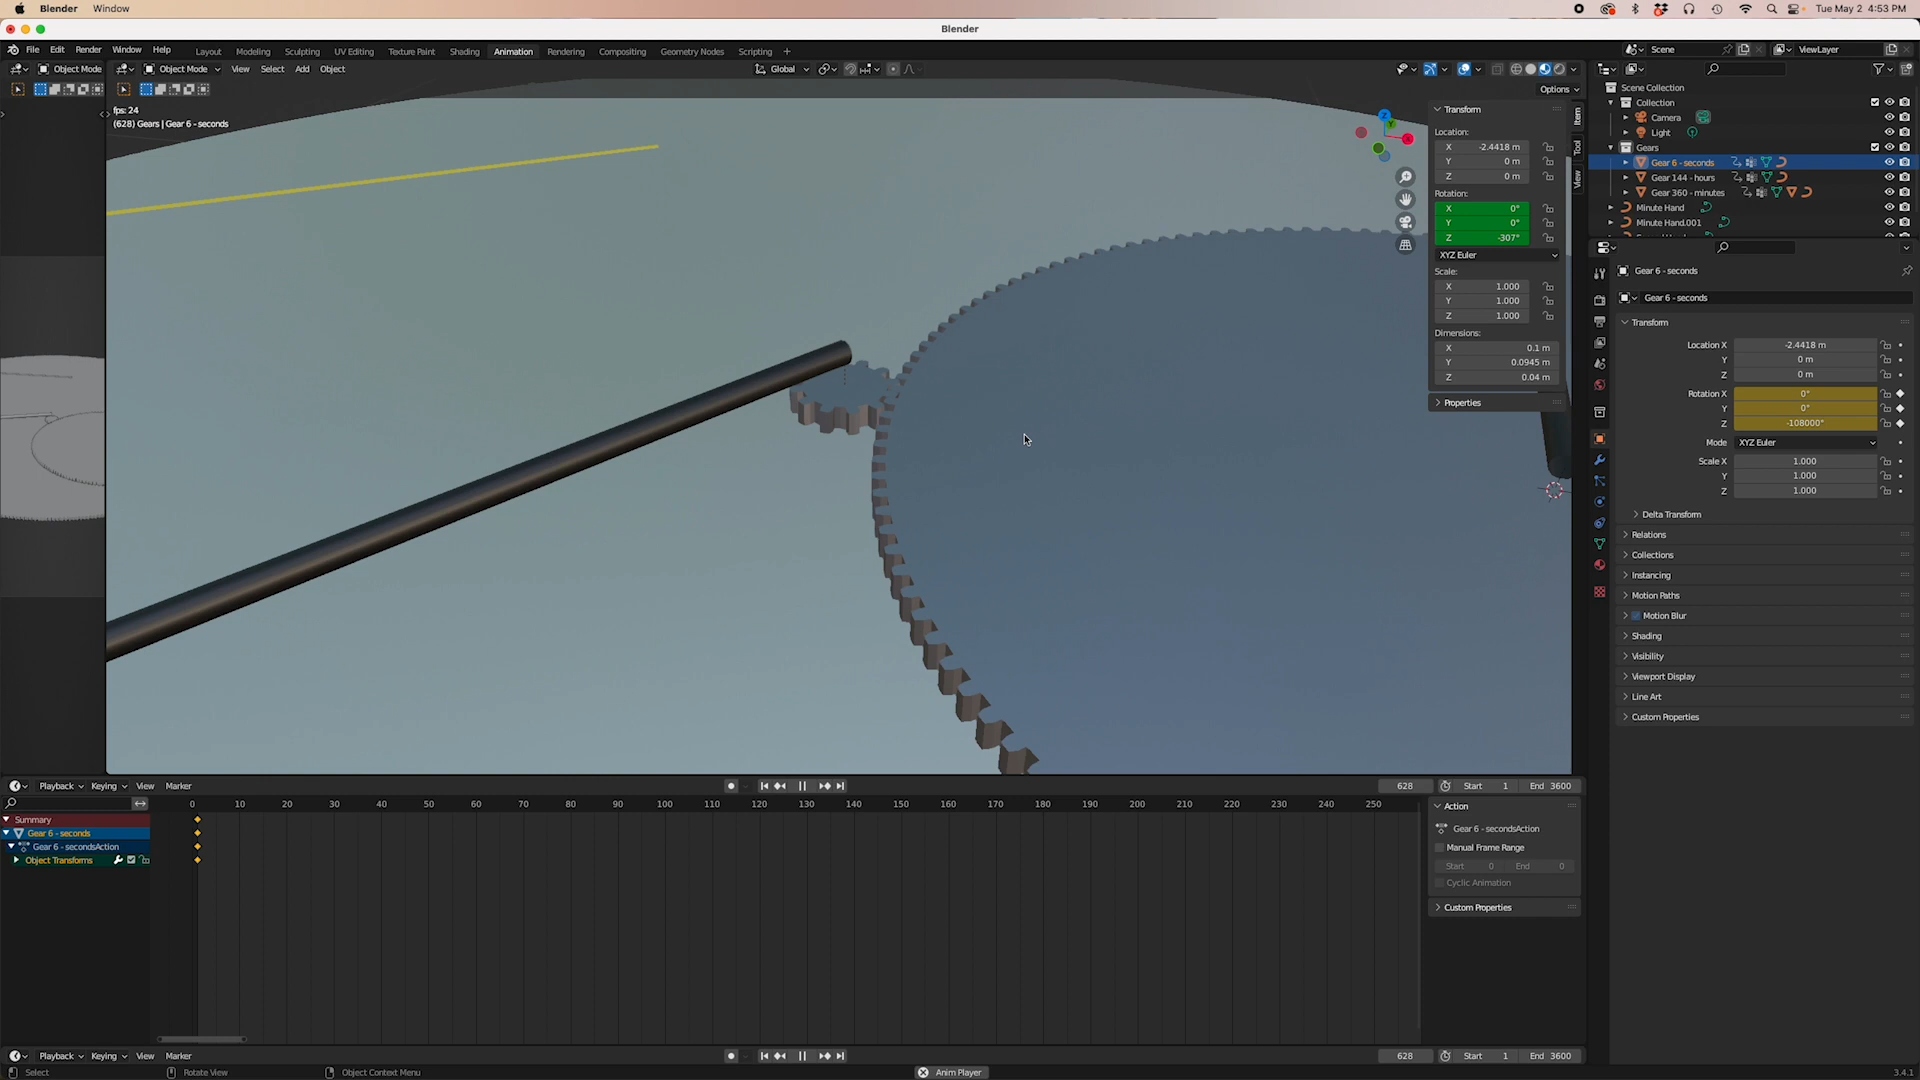 Blender Window
Tue May 2 4:53 PM
Blender
File Edit Render Window Help
Layout Modeling Sculpting UV Editing Texture Paint Shading Animation Rendering Compositing Geometry Nodes Scripting +
Scene
ViewLayer
Object Mode
Object Mode View Select Add Object
Global
Options
fps: 24
(628) Gears | Gear 6 - seconds
Transform
Location:
X -2.4418 m
Y 0 m
Z 0 m
Rotation:
X 0°
Y 0°
Z -307°
XYZ Euler
Scale:
X 1.000
Y 1.000
Z 1.000
Dimensions:
X 0.1 m
Y 0.0945 m
Z 0.04 m
Properties
Item
Tool
View
Scene Collection
Collection
Camera
Light
Gears
Gear 6 - seconds
Gear 144 - hours
Gear 360 - minutes
Minute Hand
Minute Hand.001
Gear 6 - seconds
Gear 6 - seconds
Transform
Location X -2.4418 m
Y 0 m
Z 0 m
Rotation X 0°
Y 0°
Z -108000°
Mode XYZ Euler
Scale X 1.000
Y 1.000
Z 1.000
Delta Transform
Relations
Collections
Instancing
Motion Paths
Motion Blur
Shading
Visibility
Viewport Display
Line Art
Custom Properties
Playback Keying View Marker
628 Start 1 End 3600
0 10 20 30 40 50 60 70 80 90 100 110 120 130 140 150 160 170 180 190 200 210 220 230 240 250
Summary
Gear 6 - seconds
Gear 6 - secondsAction
Object Transforms
Action
Gear 6 - secondsAction
Manual Frame Range
Start 0 End 0
Cyclic Animation
Custom Properties
Playback Keying View Marker
628 Start 1 End 3600
Select Rotate View Object Context Menu
Anim Player
3.4.1